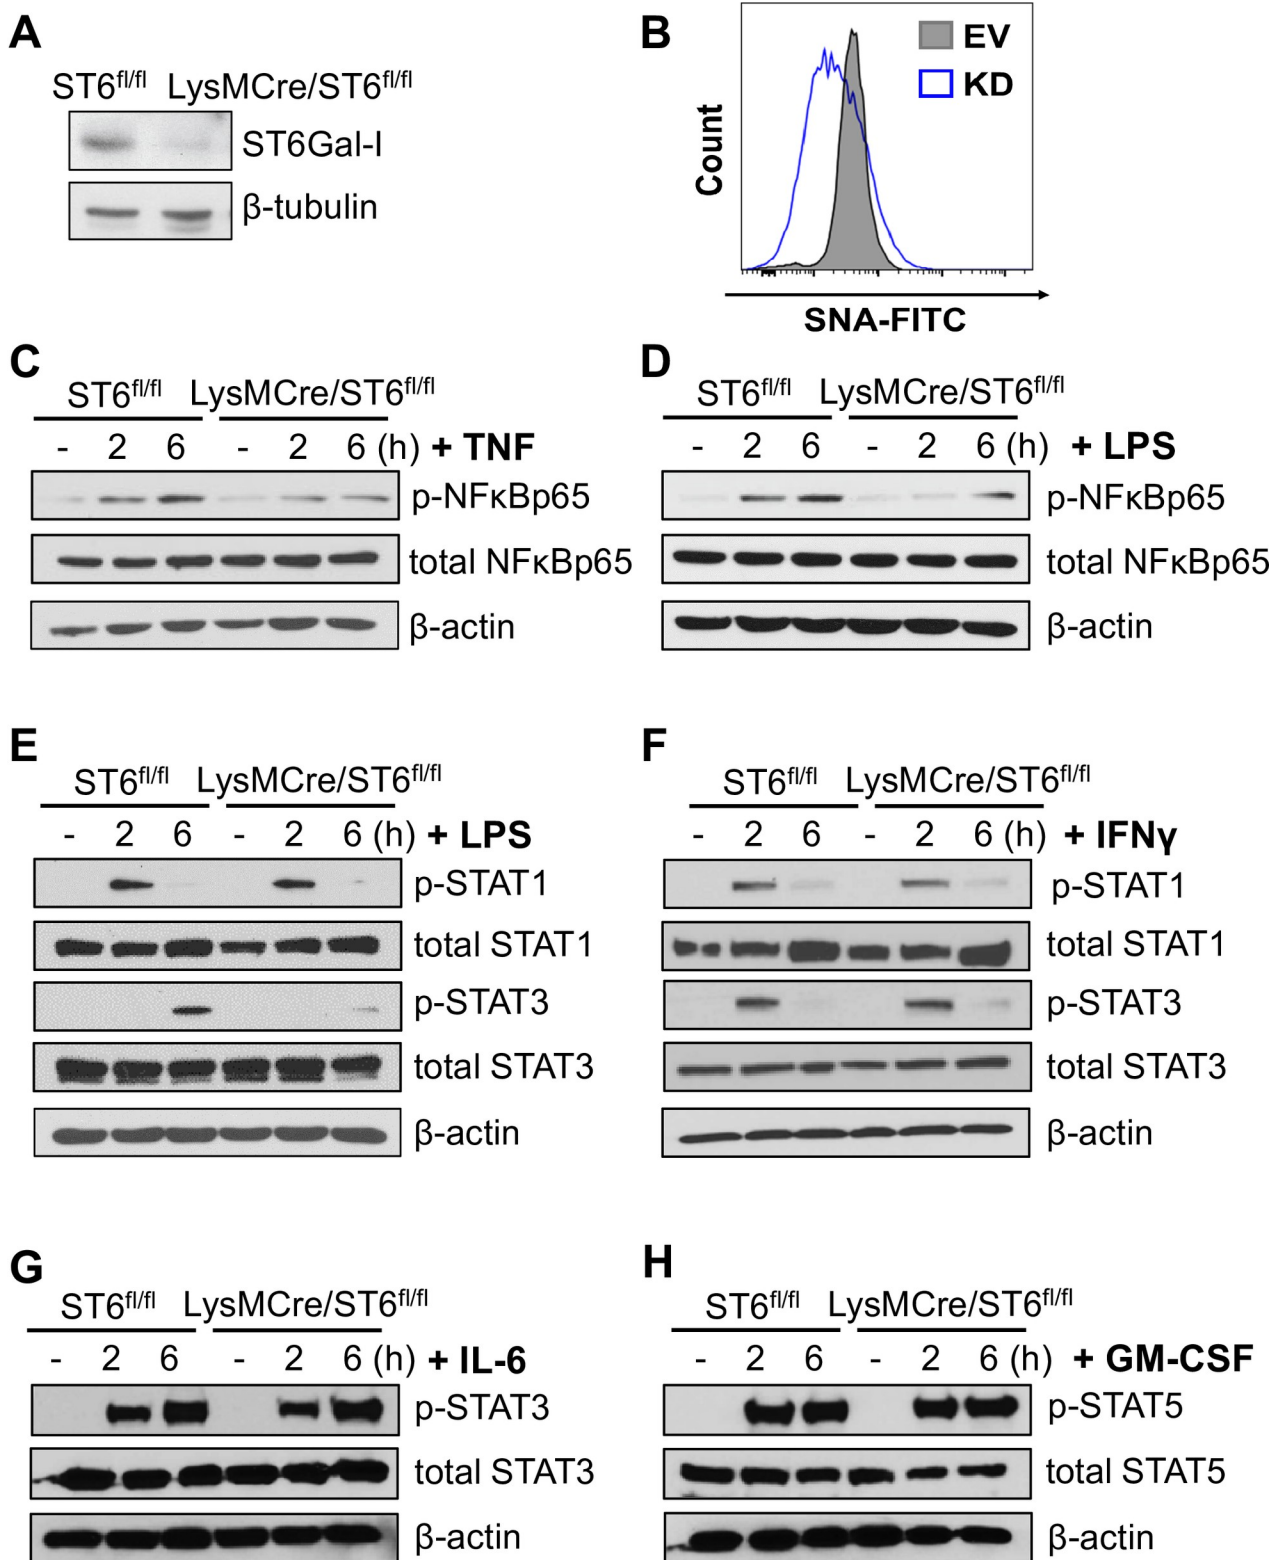 A
ST6fl/fl LysMCre/ST6fl/fl
ST6Gal-I
β-tubulin
B
EV
KD
Count
SNA-FITC
C
ST6fl/fl LysMCre/ST6fl/fl
- 2 6 - 2 6 (h) + TNF
p-NFκBp65
total NFκBp65
β-actin
D
ST6fl/fl LysMCre/ST6fl/fl
- 2 6 - 2 6 (h) + LPS
p-NFκBp65
total NFκBp65
β-actin
E
ST6fl/fl LysMCre/ST6fl/fl
- 2 6 - 2 6 (h) + LPS
p-STAT1
total STAT1
p-STAT3
total STAT3
β-actin
F
ST6fl/fl LysMCre/ST6fl/fl
- 2 6 - 2 6 (h) + IFNγ
p-STAT1
total STAT1
p-STAT3
total STAT3
β-actin
G
ST6fl/fl LysMCre/ST6fl/fl
- 2 6 - 2 6 (h) + IL-6
p-STAT3
total STAT3
β-actin
H
ST6fl/fl LysMCre/ST6fl/fl
- 2 6 - 2 6 (h) + GM-CSF
p-STAT5
total STAT5
β-actin